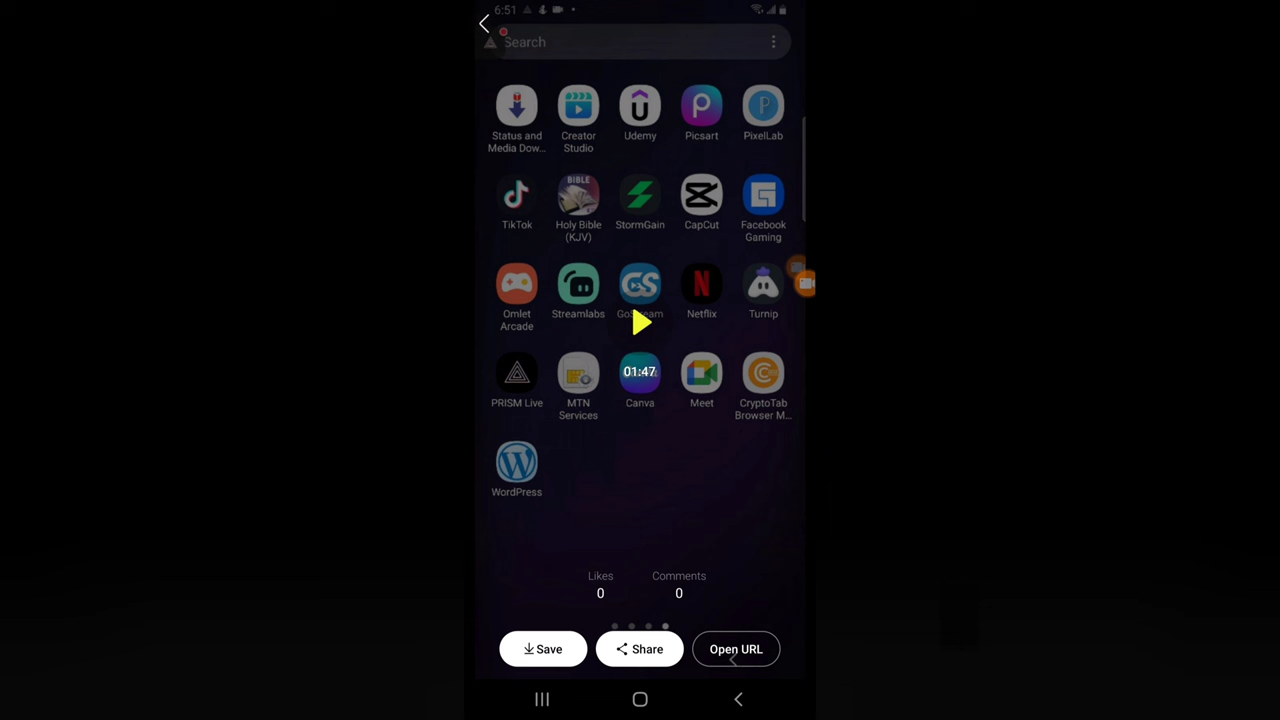 6:51
Search
Status and Media Dow...
Creator Studio
Udemy
Picsart
PixelLab
TikTok
BIBLE
Holy Bible (KJV)
StormGain
CapCut
Facebook Gaming
Omlet Arcade
Streamlabs
GoStream
Netflix
Turnip
01:47
PRISM Live
MTN Services
Canva
Meet
CryptoTab Browser M...
WordPress
Likes
Comments
0
0
Save
Share
Open URL